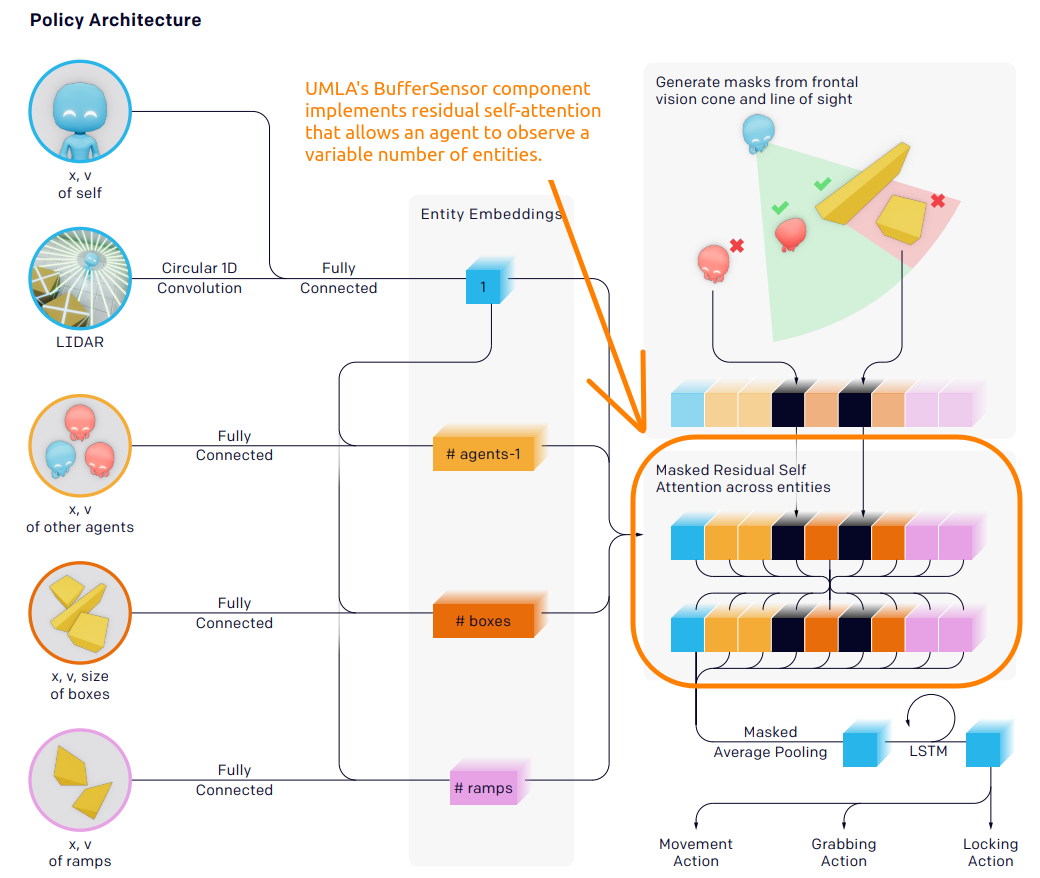 Policy Architecture
UMLA's BufferSensor component
implements residual self-attention
that allows an agent to observe a
variable number of entities.
x, v
of self
LIDAR
Circular 1D
Convolution
Fully
Connected
x, v
of other agents
Fully
Connected
x, v, size
of boxes
Fully
Connected
x, v
of ramps
Fully
Connected
Entity Embeddings
1
# agents-1
# boxes
# ramps
Generate masks from frontal
vision cone and line of sight
Masked Residual Self
Attention across entities
Masked
Average Pooling
LSTM
Movement
Action
Grabbing
Action
Locking
Action